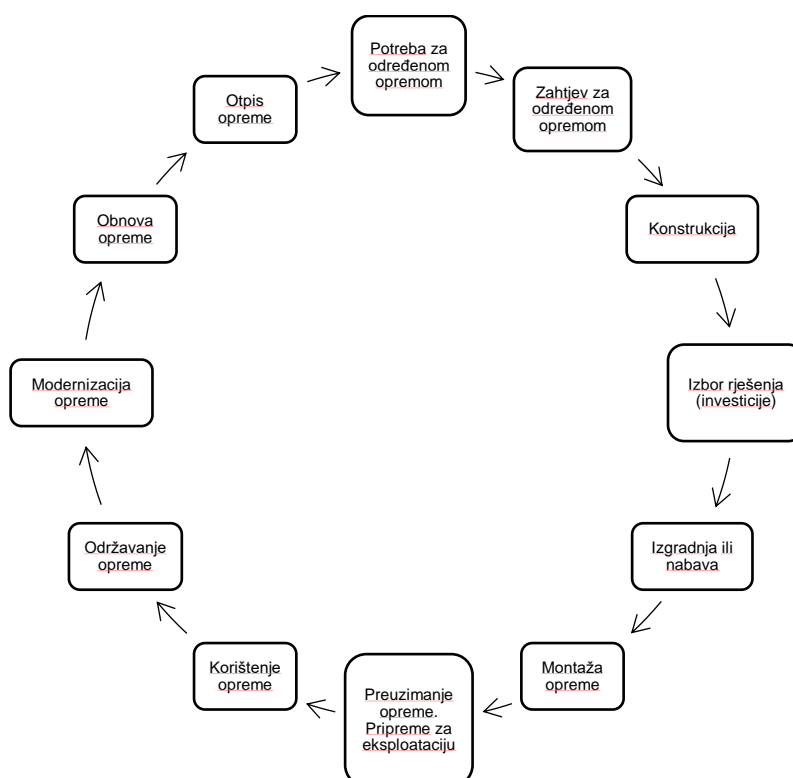 Potreba za
određenom
opremom
Zahtjev za
određenom
opremom
Konstrukcija
Izbor rješenja
(investicije)
Izgradnja ili
nabava
Montaža
opreme
Preuzimanje
opreme.
Pripreme za
eksploataciju
Korištenje
opreme
Održavanje
opreme
Modernizacija
opreme
Obnova
opreme
Otpis
opreme